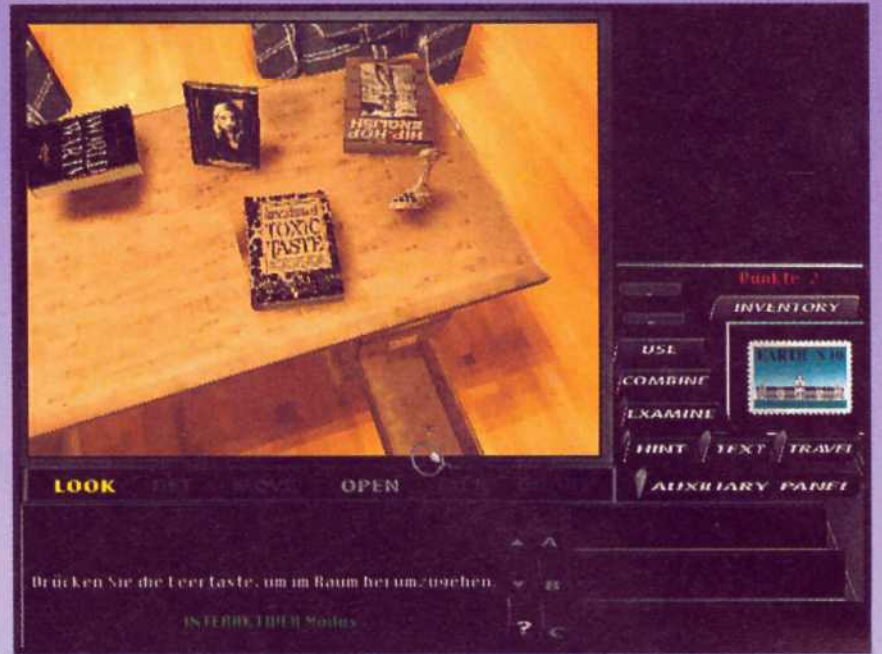 WORLD
WAR
HIP-HOP
ENGLISH
TOXIC
TASTE
Punkte 2
INVENTORY
USE
EARTH
COMBINE
EXAMINE
HINT TEXT TRAVEL
AUXILIARY PANEL
LOOK
OPEN
A
Drücken Sie die Leertaste, um im Raum herumzugehen.
B
INTERAKTIVER Modus
?
C